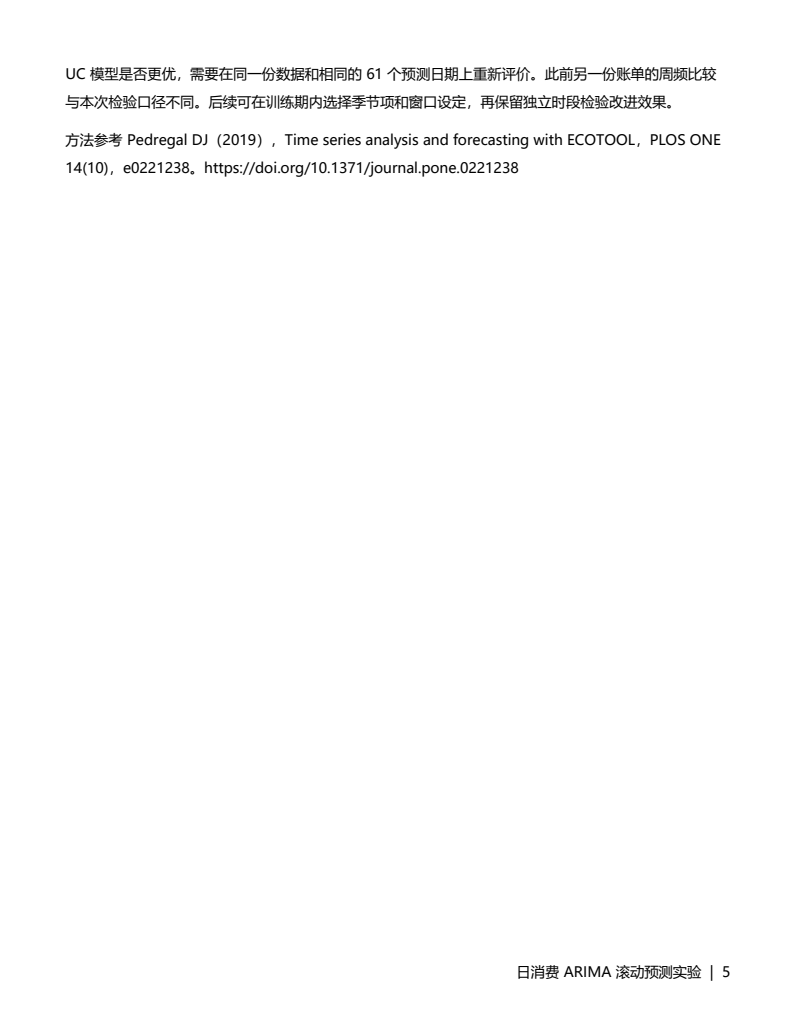 UC 模型是否更优，需要在同一份数据和相同的 61 个预测日期上重新评价。此前另一份账单的周频比较
与本次检验口径不同。后续可在训练期内选择季节项和窗口设定，再保留独立时段检验改进效果。
方法参考 Pedregal DJ（2019），Time series analysis and forecasting with ECOTOOL，PLOS ONE
14(10)，e0221238。https://doi.org/10.1371/journal.pone.0221238
日消费 ARIMA 滚动预测实验 | 5